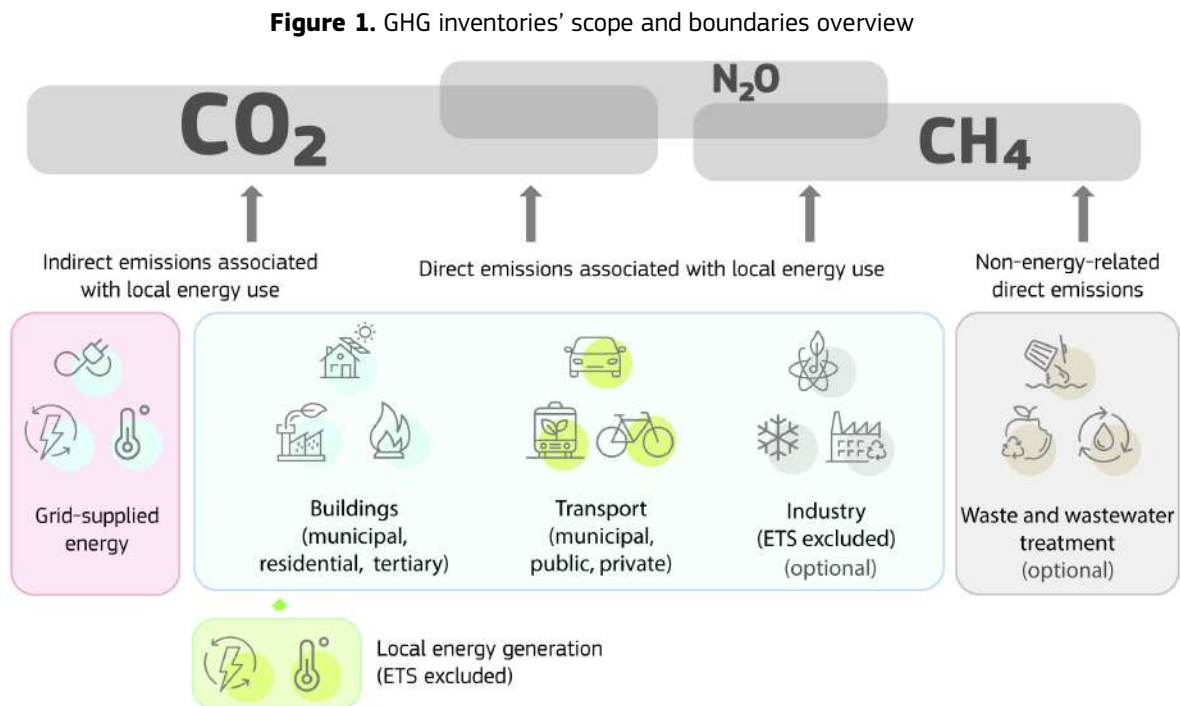 Figure 1. GHG inventories’ scope and boundaries overview
CO₂
N₂O
CH₄
Indirect emissions associated
with local energy use
Direct emissions associated with local energy use
Non-energy-related
direct emissions
Grid-supplied
energy
Buildings
(municipal,
residential, tertiary)
Transport
(municipal,
public, private)
Industry
(ETS excluded)
(optional)
Waste and wastewater
treatment
(optional)
Local energy generation
(ETS excluded)